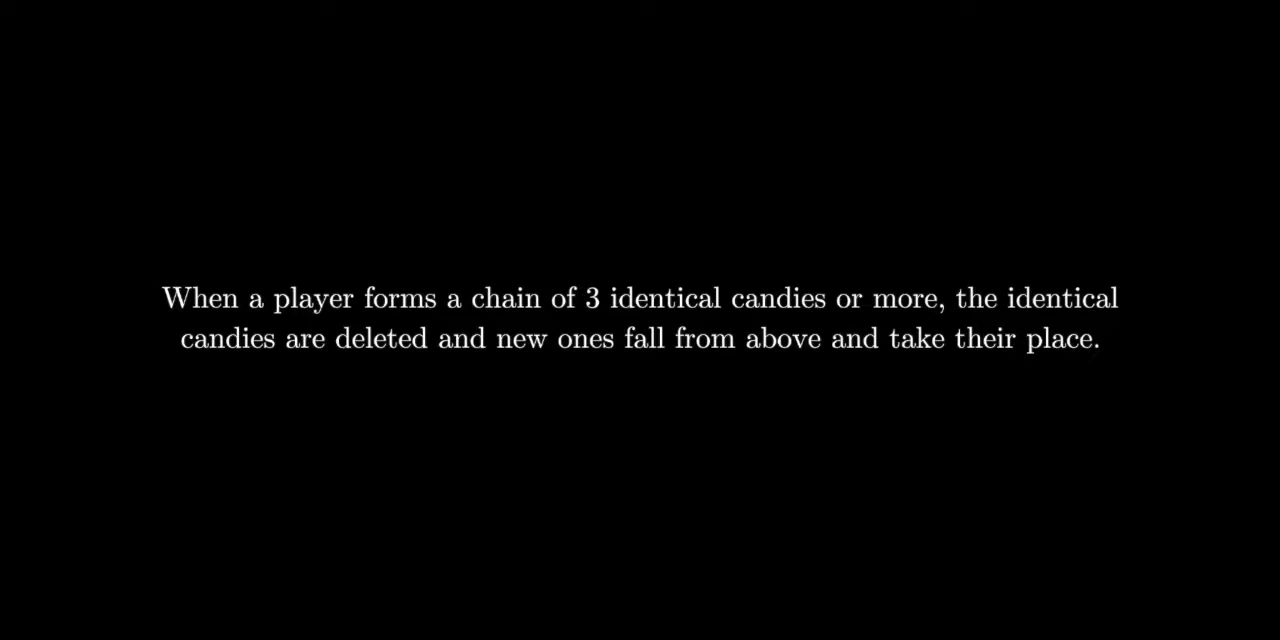 When a player forms a chain of 3 identical candies or more, the identical
candies are deleted and new ones fall from above and take their place.